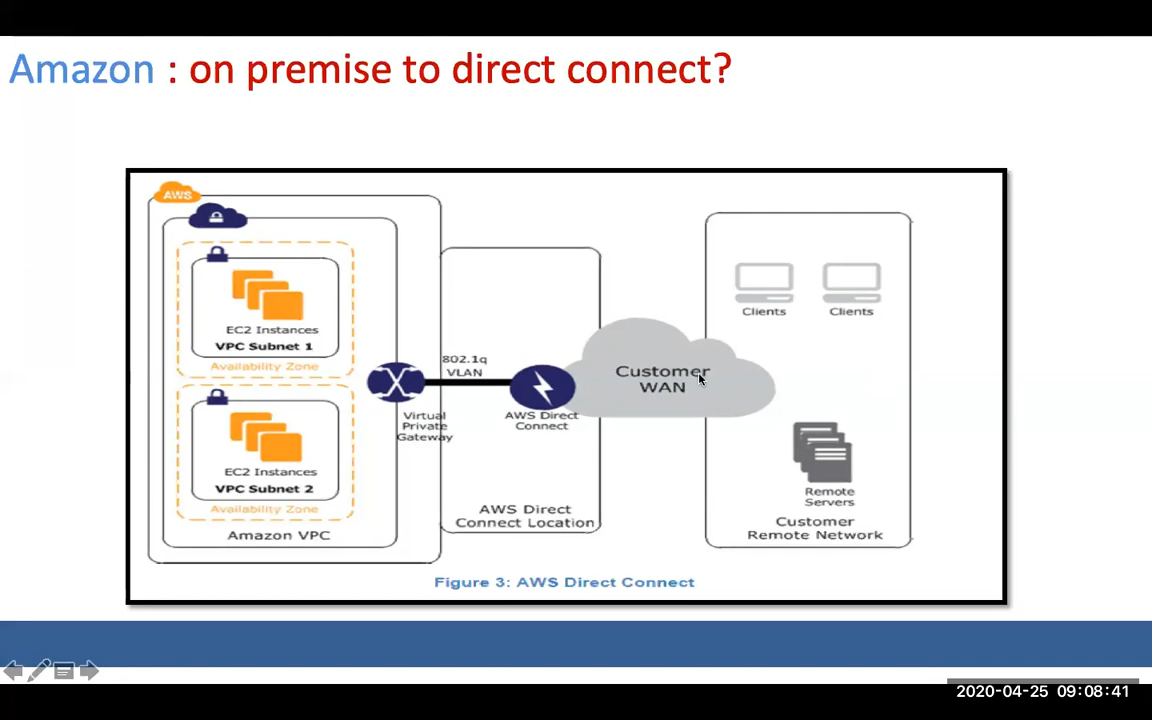 Amazon : on premise to direct connect?
AWS
EC2 Instances
VPC Subnet 1
Availability Zone
EC2 Instances
VPC Subnet 2
Availability Zone
Amazon VPC
Virtual
Private
Gateway
802.1q
VLAN
AWS Direct
Connect
AWS Direct
Connect Location
Customer
WAN
Clients
Clients
Remote
Servers
Customer
Remote Network
Figure 3: AWS Direct Connect
2020-04-25 09:08:41